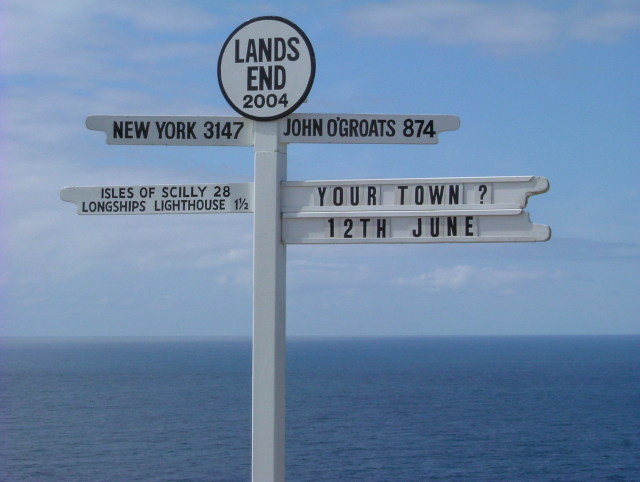 LANDS
END
2004
NEW YORK 3147
JOHN O'GROATS 874
ISLES OF SCILLY 28
LONGSHIPS LIGHTHOUSE 1½
YOUR TOWN ?
12TH JUNE